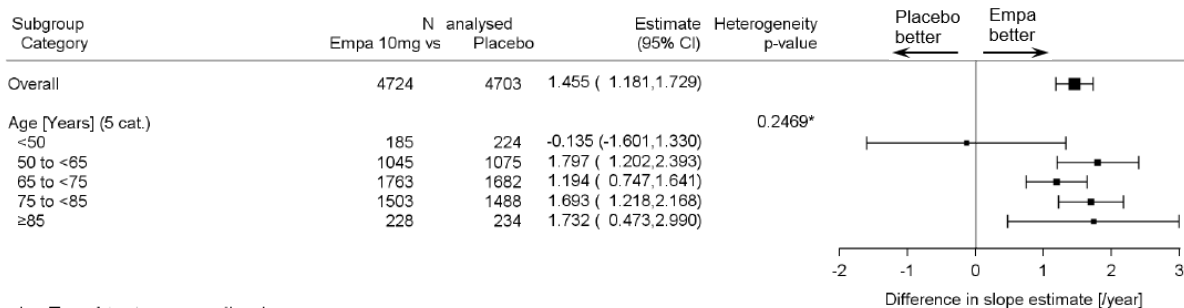 Subgroup N analysed Estimate Heterogeneity Placebo Empa
Category Empa 10mg vs Placebo (95% CI) p-value better better
Overall 4724 4703 1.455 ( 1.181,1.729)
Age [Years] (5 cat.) 0.2469*
<50 185 224 -0.135 (-1.601,1.330)
50 to <65 1045 1075 1.797 ( 1.202,2.393)
65 to <75 1763 1682 1.194 ( 0.747,1.641)
75 to <85 1503 1488 1.693 ( 1.218,2.168)
≥85 228 234 1.732 ( 0.473,2.990)
-2 -1 0 1 2 3
Difference in slope estimate [/year]